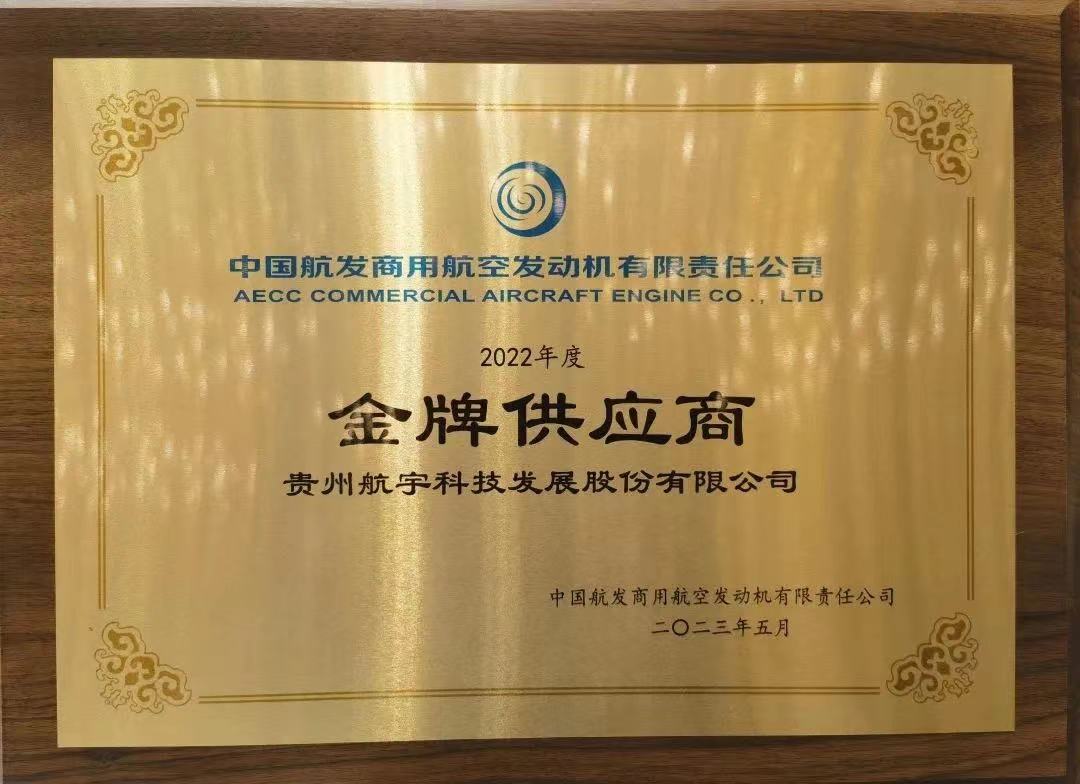 中国航发商用航空发动机有限责任公司
AECC COMMERCIAL AIRCRAFT ENGINE CO., LTD
2022年度
金牌供应商
贵州航宇科技发展股份有限公司
中国航发商用航空发动机有限责任公司
二〇二三年五月